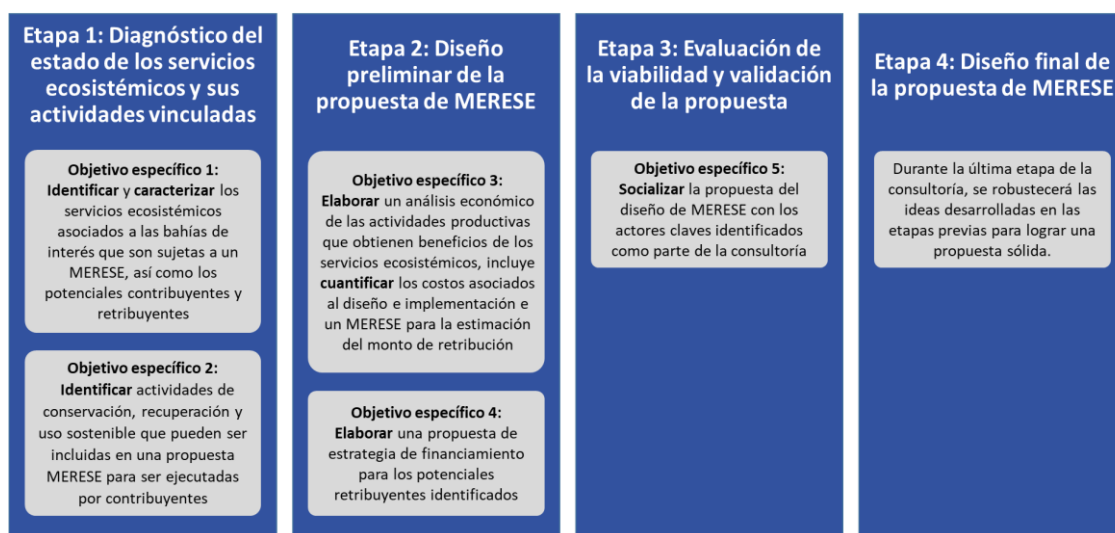 Etapa 1: Diagnóstico del
estado de los servicios
ecosistémicos y sus
actividades vinculadas
Objetivo específico 1:
Identificar y caracterizar los
servicios ecosistémicos
asociados a las bahías de
interés que son sujetas a un
MERESE, así como los
potenciales contribuyentes y
retribuyentes
Objetivo específico 2:
Identificar actividades de
conservación, recuperación y
uso sostenible que pueden ser
incluidas en una propuesta
MERESE para ser ejecutadas
por contribuyentes
Etapa 2: Diseño
preliminar de la
propuesta de MERESE
Objetivo específico 3:
Elaborar un análisis económico
de las actividades productivas
que obtienen beneficios de los
servicios ecosistémicos, incluye
cuantificar los costos asociados
al diseño e implementación e
un MERESE para la estimación
del monto de retribución
Objetivo específico 4:
Elaborar una propuesta de
estrategia de financiamiento
para los potenciales
retribuyentes identificados
Etapa 3: Evaluación de
la viabilidad y validación
de la propuesta
Objetivo específico 5:
Socializar la propuesta del
diseño de MERESE con los
actores claves identificados
como parte de la consultoría
Etapa 4: Diseño final de
la propuesta de MERESE
Durante la última etapa de la
consultoría, se robustecerá las
ideas desarrolladas en las
etapas previas para lograr una
propuesta sólida.